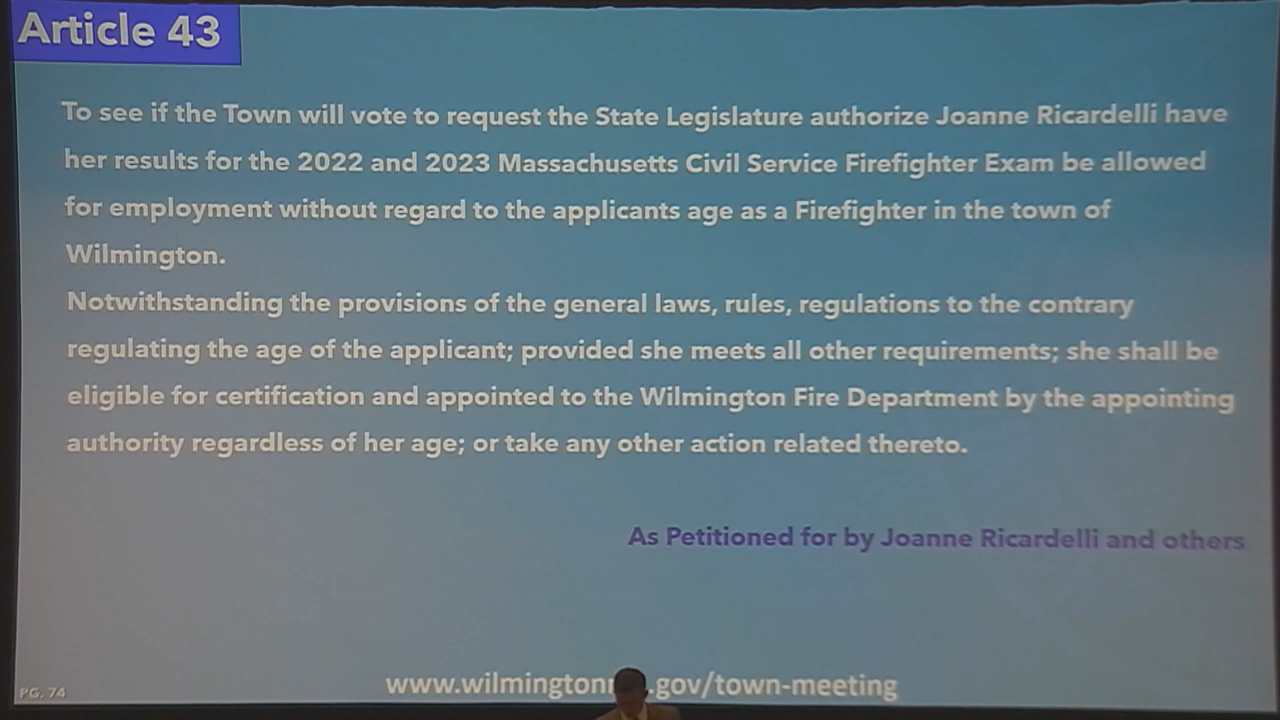 Article 43
To see if the Town will vote to request the State Legislature authorize Joanne Ricardelli have
her results for the 2022 and 2023 Massachusetts Civil Service Firefighter Exam be allowed
for employment without regard to the applicants age as a Firefighter in the town of
Wilmington.
Notwithstanding the provisions of the general laws, rules, regulations to the contrary
regulating the age of the applicant; provided she meets all other requirements; she shall be
eligible for certification and appointed to the Wilmington Fire Department by the appointing
authority regardless of her age; or take any other action related thereto.
As Petitioned for by Joanne Ricardelli and others
www.wilmington .gov/town-meeting
PG. 74